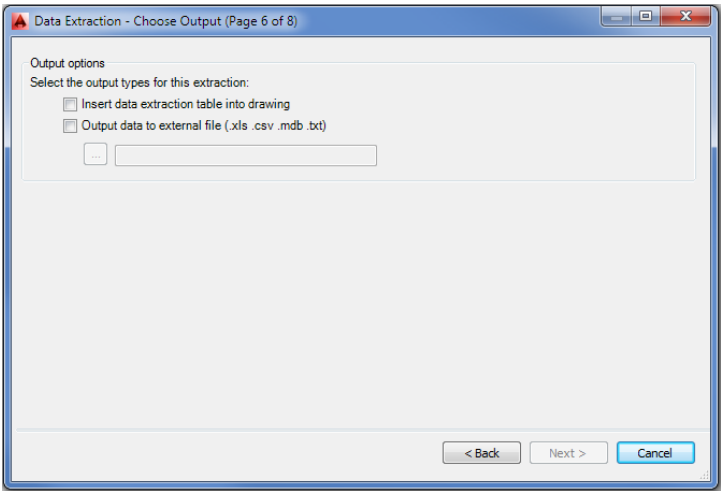 Data Extraction - Choose Output (Page 6 of 8)
Output options
Select the output types for this extraction:
Insert data extraction table into drawing
Output data to external file (.xls .csv .mdb .txt)
...
< Back Next > Cancel